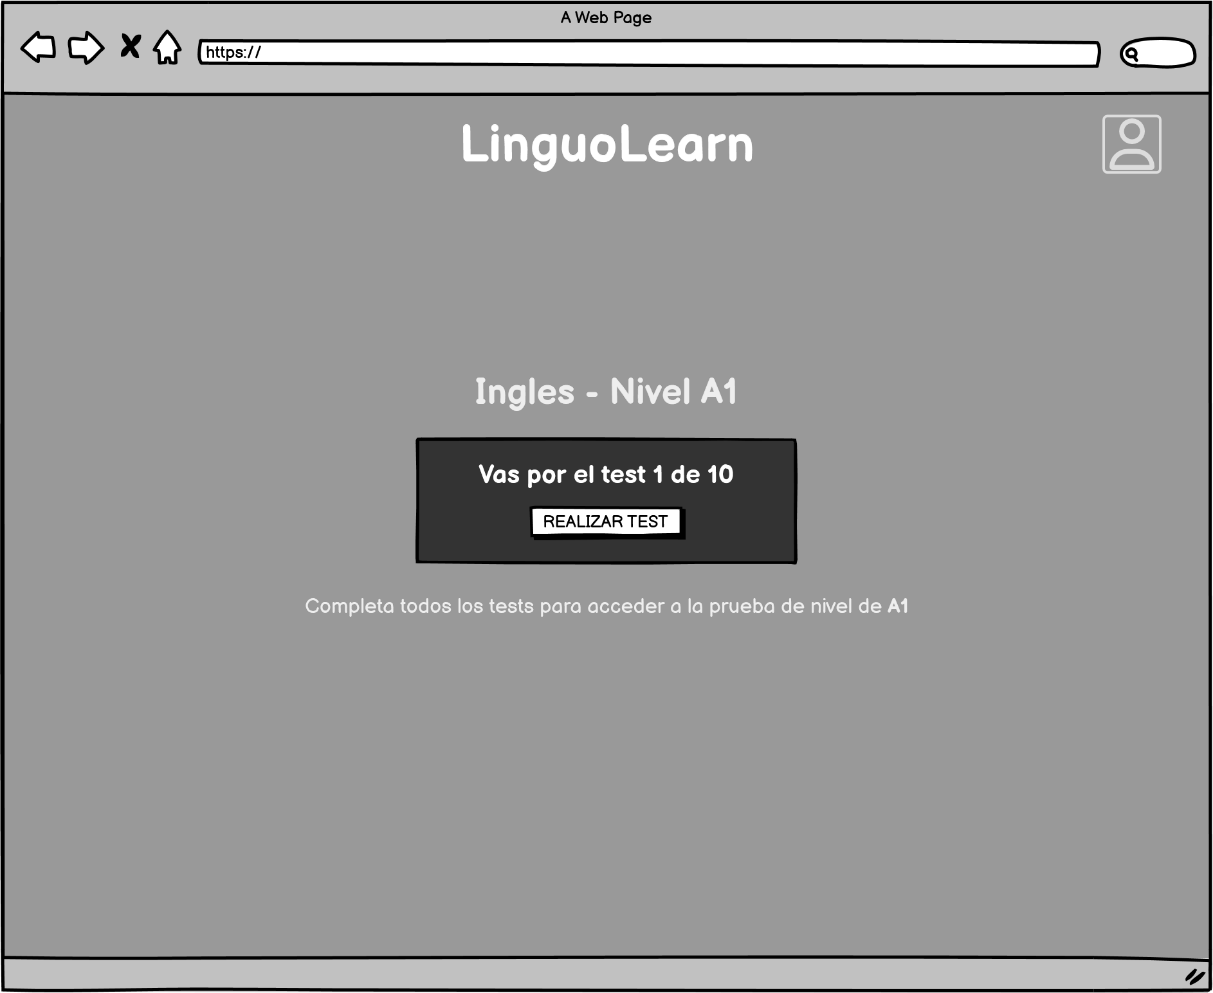 A Web Page
https://
LinguoLearn
Ingles - Nivel A1
Vas por el test 1 de 10
REALIZAR TEST
Completa todos los tests para acceder a la prueba de nivel de A1